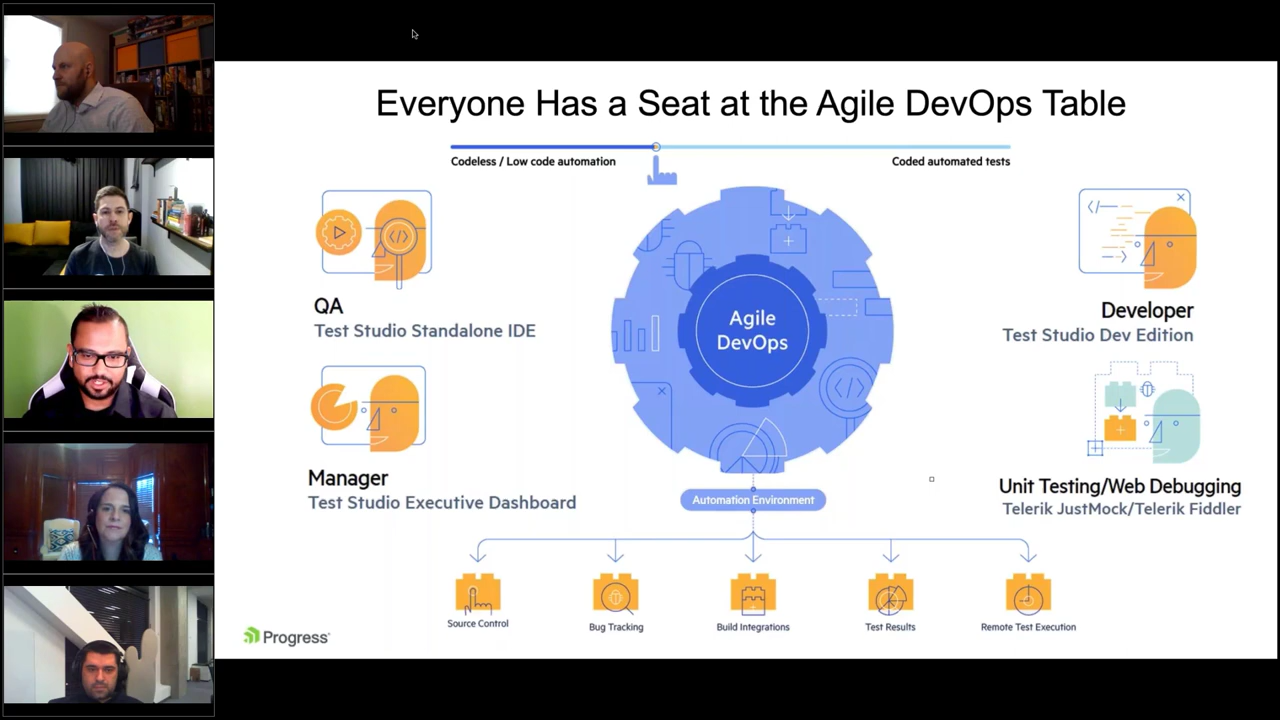 Everyone Has a Seat at the Agile DevOps Table
Codeless / Low code automation
Coded automated tests
QA
Test Studio Standalone IDE
Manager
Test Studio Executive Dashboard
Agile
DevOps
Developer
Test Studio Dev Edition
Unit Testing/Web Debugging
Telerik JustMock/Telerik Fiddler
Automation Environment
Source Control
Bug Tracking
Build Integrations
Test Results
Remote Test Execution
Progress